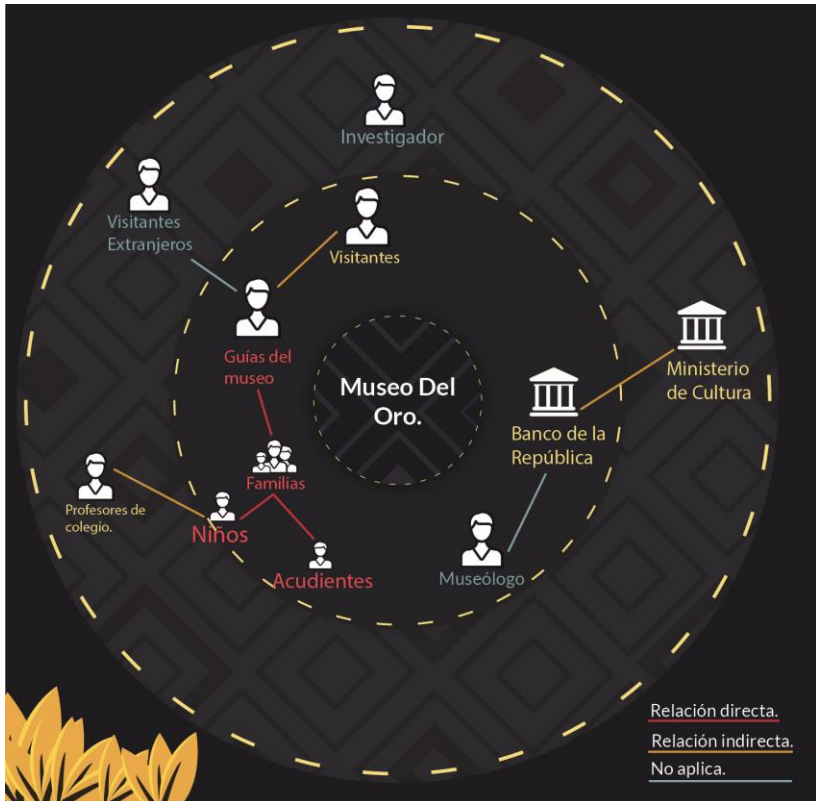 Investigador
Visitantes
Extranjeros
Visitantes
Guías del
museo
Museo Del
Oro.
Ministerio
de Cultura
Banco de la
República
Familias
Profesores de
colegio.
Niños
Acudientes
Museólogo
Relación directa.
Relación indirecta.
No aplica.